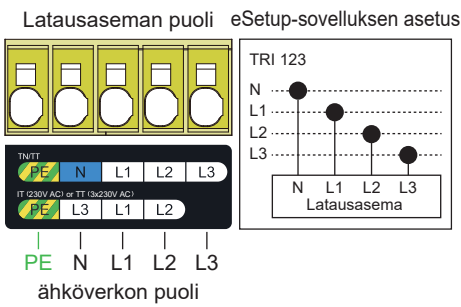 Latausaseman puoli
eSetup-sovelluksen asetus
TN/TT
PE N L1 L2 L3
IT (230V AC) or TT (3x230V AC)
PE L3 L1 L2
PE N L1 L2 L3
ähköverkon puoli
TRI 123
N
L1
L2
L3
N L1 L2 L3
Latausasema